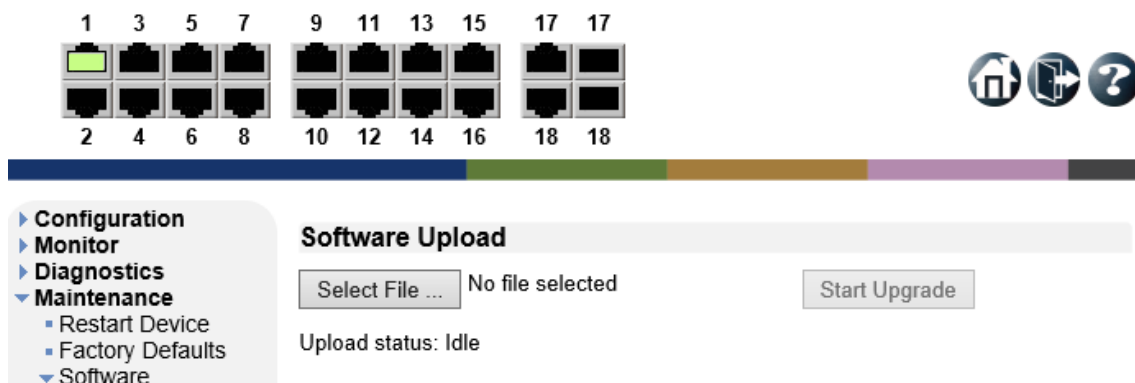 1 3 5 7 9 11 13 15 17 17
2 4 6 8 10 12 14 16 18 18
?
Configuration
Monitor
Diagnostics
Maintenance
Restart Device
Factory Defaults
Software
Software Upload
Select File ... No file selected Start Upgrade
Upload status: Idle